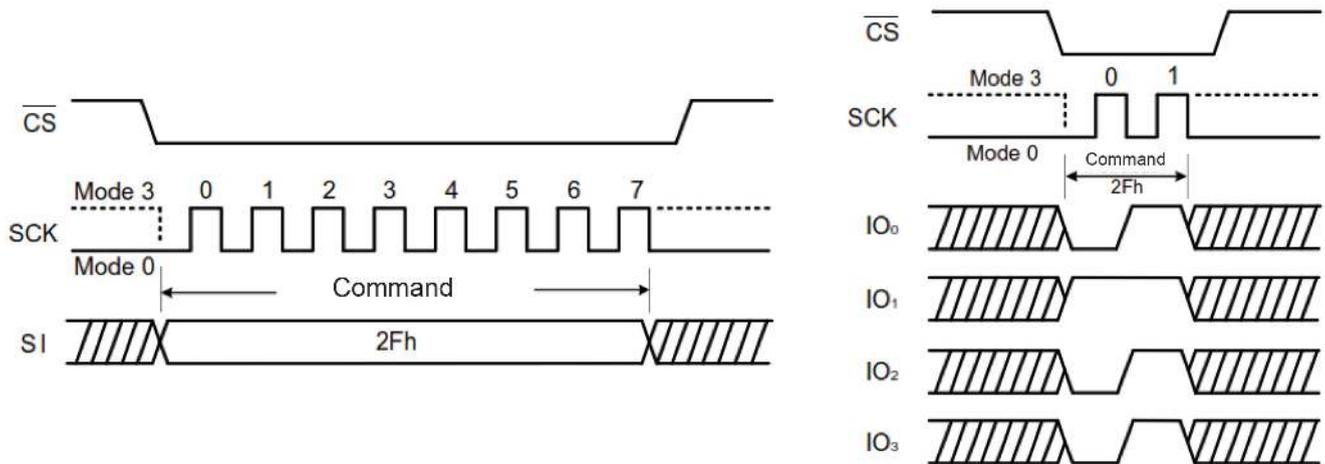 CS
Mode 3 0 1 2 3 4 5 6 7
SCK
Mode 0
Command
SI 2Fh
CS
Mode 3 0 1
SCK
Mode 0 Command
2Fh
IO₀
IO₁
IO₂
IO₃